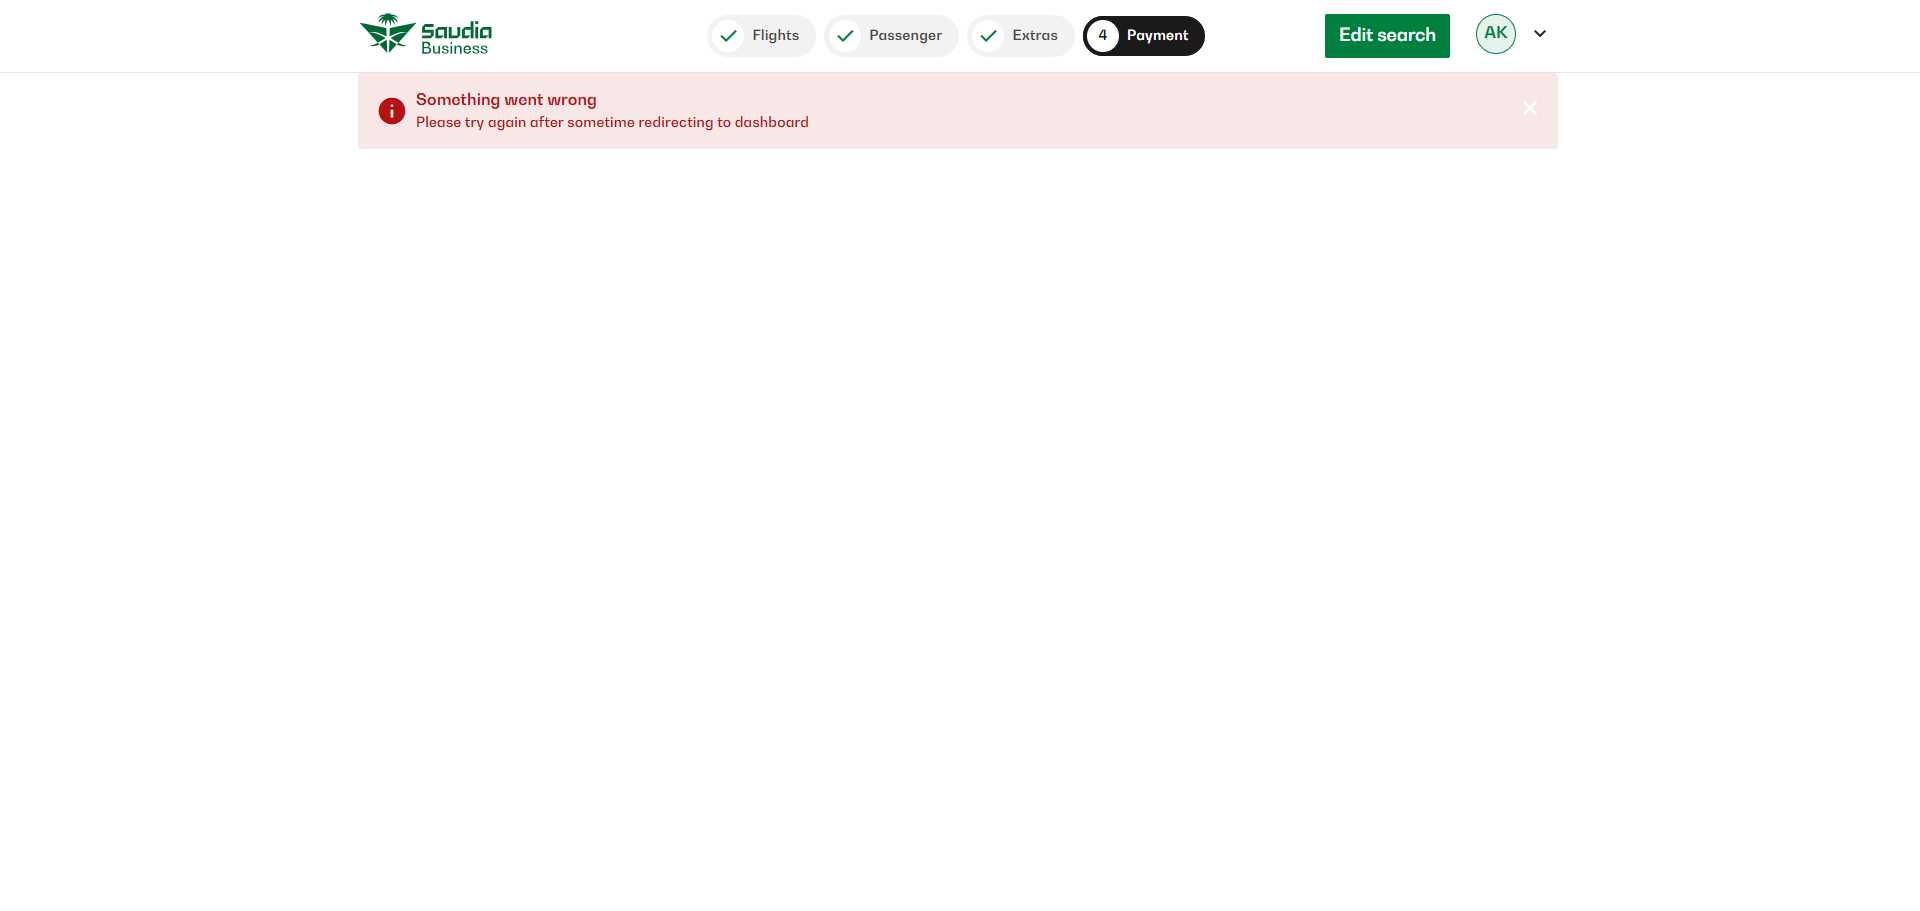 Saudia
Business
Flights
Passenger
Extras
4 Payment
Edit search
AK
Something went wrong
Please try again after sometime redirecting to dashboard